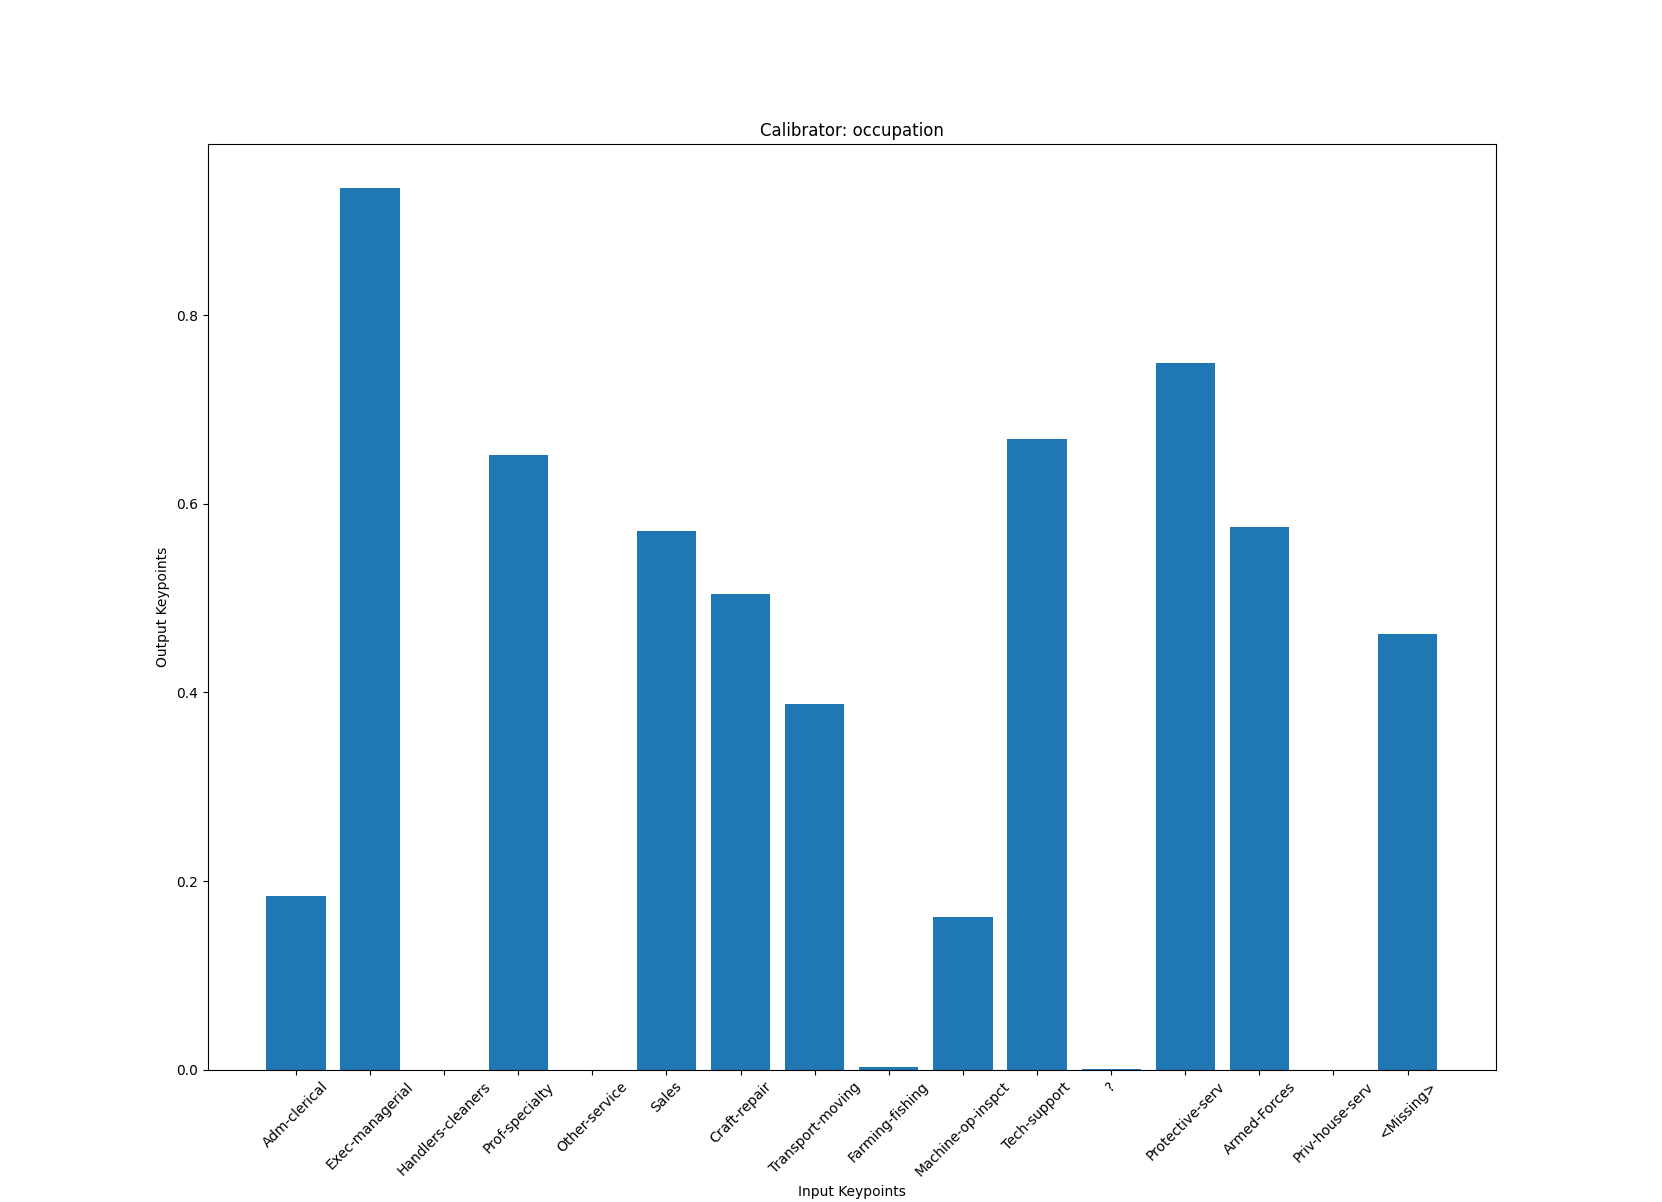 Calibrator: occupation
Output Keypoints
0.8
0.6
0.4
0.2
0.0
Adm-clerical
Exec-managerial
Handlers-cleaners
Prof-specialty
Other-service
Sales
Craft-repair
Transport-moving
Farming-fishing
Machine-op-inspct
Tech-support
?
Protective-serv
Armed-Forces
Priv-house-serv
<Missing>
Input Keypoints